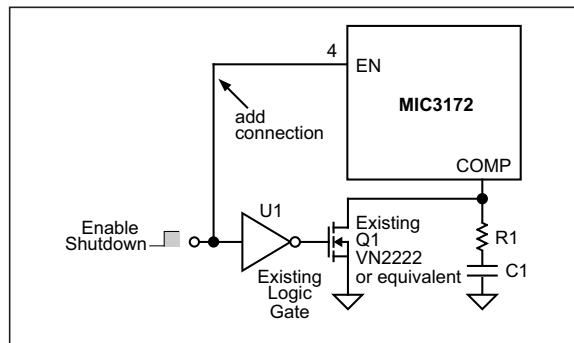 4
EN
MIC3172
add
connection
COMP
U1
Enable
Shutdown
Existing
Q1
VN2222
or equivalent
R1
C1
Existing
Logic
Gate